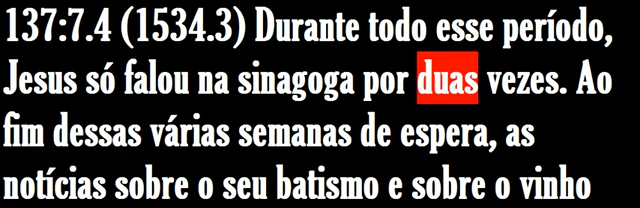 137:7.4 (1534.3) Durante todo esse período,
Jesus só falou na sinagoga por duas vezes. Ao
fim dessas várias semanas de espera, as
notícias sobre o seu batismo e sobre o vinho